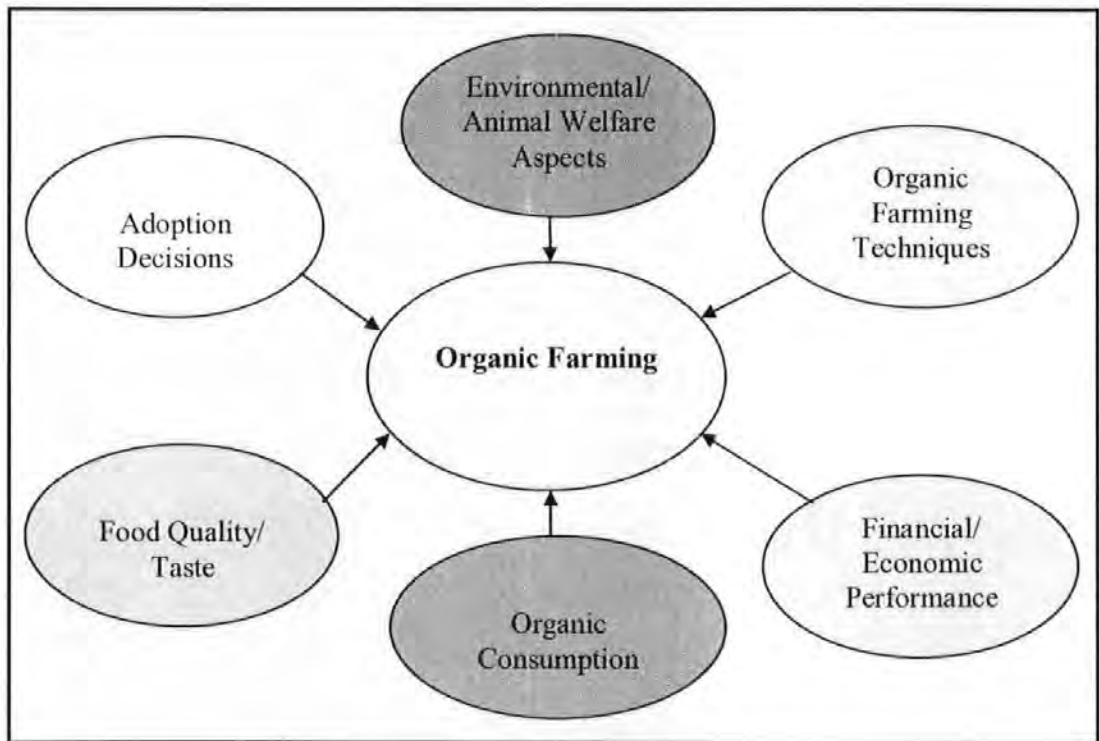 Environmental/
Animal Welfare
Aspects
Adoption
Decisions
Organic
Farming
Techniques
Organic Farming
Food Quality/
Taste
Organic
Consumption
Financial/
Economic
Performance